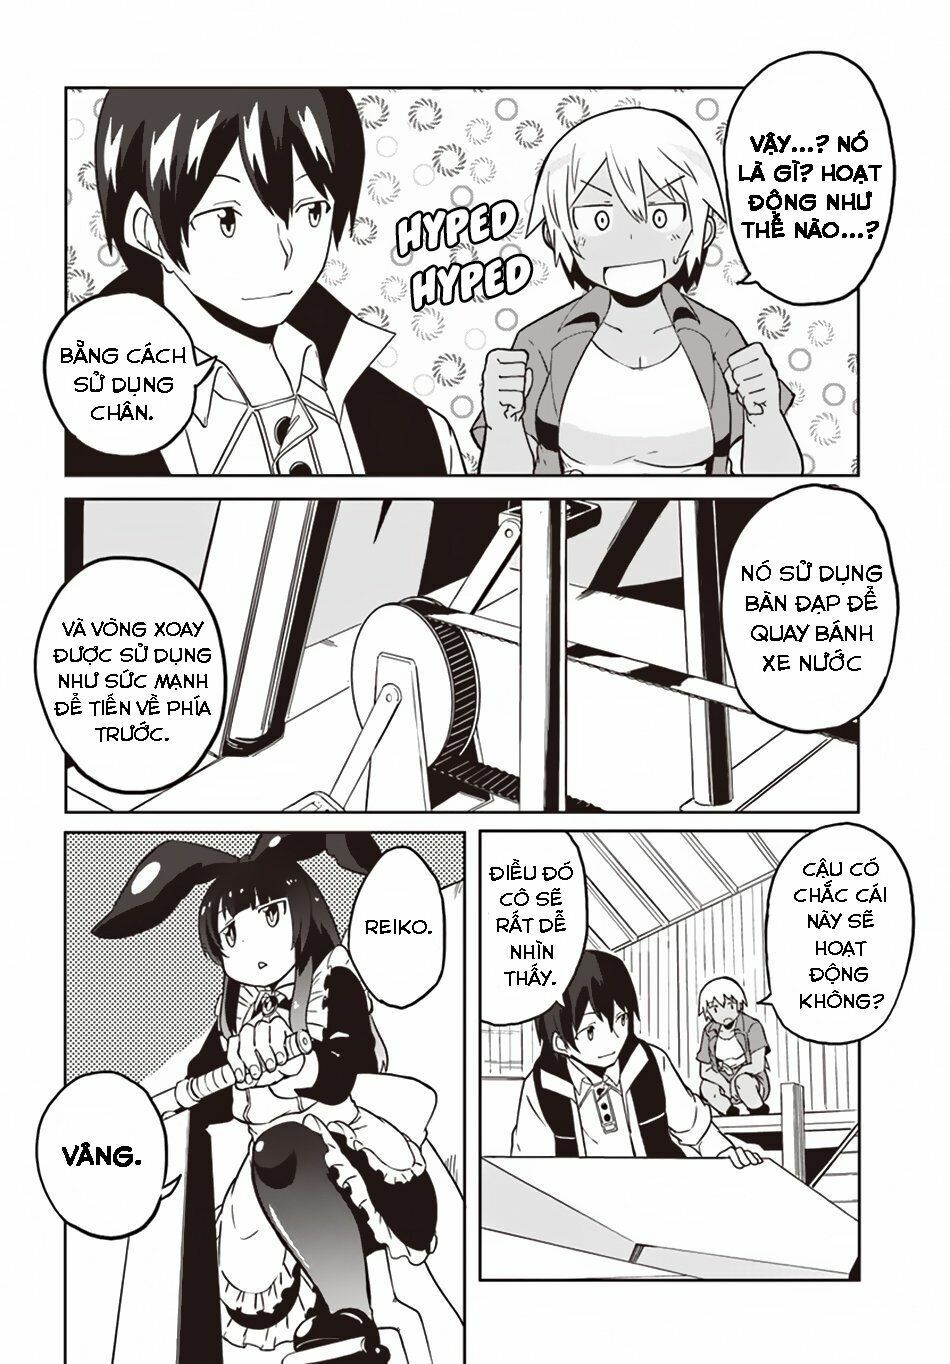 VẬY...? NÓ
LÀ GÌ? HOẠT
ĐỘNG NHƯ
THẾ NÀO...?
HYPED
HYPED
BẰNG CÁCH
SỬ DỤNG
CHÂN.
NÓ SỬ DỤNG
BÀN ĐẠP ĐỂ
QUAY BÁNH
XE NƯỚC
VÀ VÒNG XOAY
ĐƯỢC SỬ DỤNG
NHƯ SỨC MẠNH
ĐỂ TIẾN VỀ PHÍA
TRƯỚC.
CẬU CÓ
CHẮC CÁI
NÀY SẼ
HOẠT
ĐỘNG
KHÔNG?
ĐIỀU ĐÓ
CÔ SẼ
RẤT DỄ
NHÌN
THẤY.
REIKO.
VÂNG.